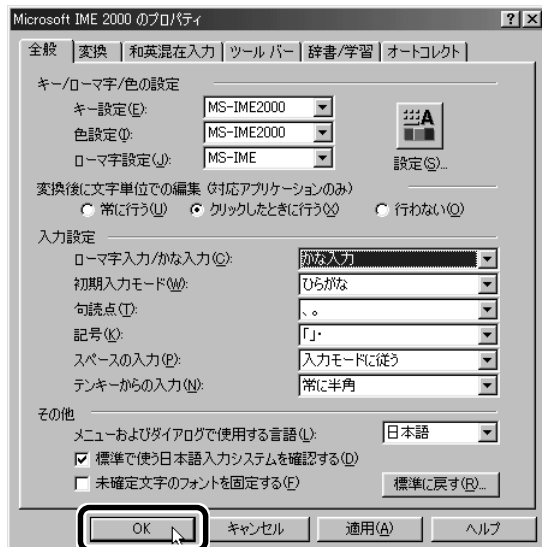 Microsoft IME 2000 のプロパティ
全般 変換 和英混在入力 ツール バー 辞書/学習 オートコレクト
キー/ローマ字/色の設定
キー設定(E): MS-IME2000
色設定(I): MS-IME2000
ローマ字設定(J): MS-IME
設定(S)...
変換後に文字単位での編集 (対応アプリケーションのみ)
常に行う(U) クリックしたときに行う(X) 行わない(O)
入力設定
ローマ字入力/かな入力(C): かな入力
初期入力モード(W): ひらがな
句読点(T): 、。
記号(K): 「」・
スペースの入力(P): 入力モードに従う
テンキーからの入力(N): 常に半角
その他
メニューおよびダイアログで使用する言語(L): 日本語
標準で使う日本語入力システムを確認する(D)
未確定文字のフォントを固定する(F) 標準に戻す(R)...
OK キャンセル 適用(A) ヘルプ